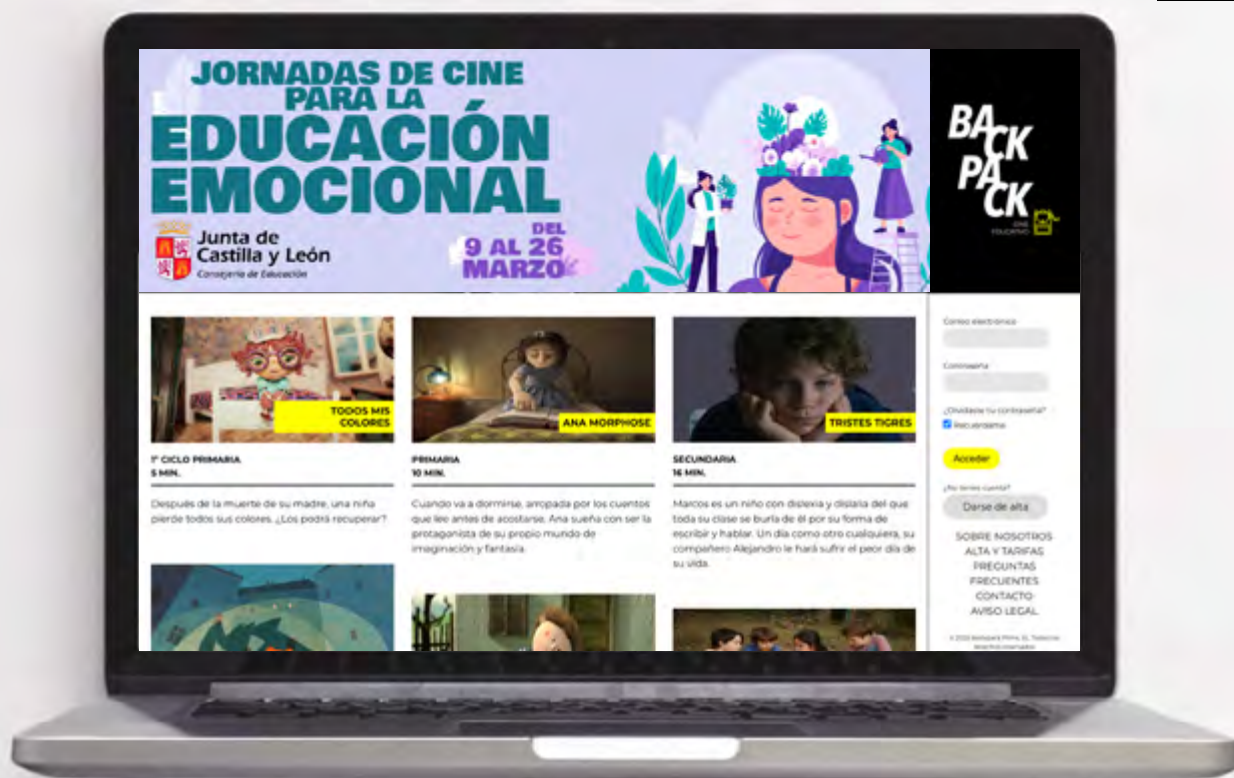 JORNADAS DE CINE
PARA LA
EDUCACIÓN
EMOCIONAL
Junta de
Castilla y León
Consejería de Educación
DEL
9 AL 26
MARZO
BACK
PACK
CINE
EDUCATIVO
TODOS MIS
COLORES
1º CICLO PRIMARIA
5 MIN.
Después de la muerte de su madre, una niña
pierde todos sus colores. ¿Los podrá recuperar?
ANA MORPHOSE
PRIMARIA
10 MIN.
Cuando va a dormirse, arropada por los cuentos
que lee antes de acostarse. Ana sueña con ser la
protagonista de su propio mundo de
imaginación y fantasía.
TRISTES TIGRES
SECUNDARIA
16 MIN.
Marcos es un niño con dislexia y dislalia del que
toda su clase se burla de él por su forma de
escribir y hablar. Un día como otro cualquiera, su
compañero Alejandro le hará sufrir el peor día de
su vida.
Correo electrónico
Contraseña
¿Olvidaste tu contraseña?
Recuérdame
Acceder
¿No tienes cuenta?
Darse de alta
SOBRE NOSOTROS
ALTA Y TARIFAS
PREGUNTAS
FRECUENTES
CONTACTO
AVISO LEGAL